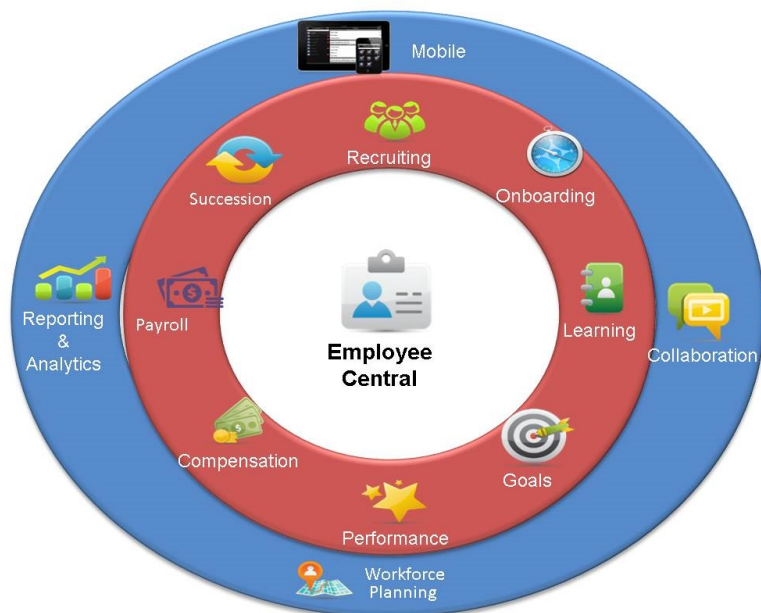 Mobile
Recruiting
Onboarding
Succession
Learning
Payroll
Reporting
&
Analytics
Collaboration
Employee
Central
Compensation
Goals
Performance
Workforce
Planning